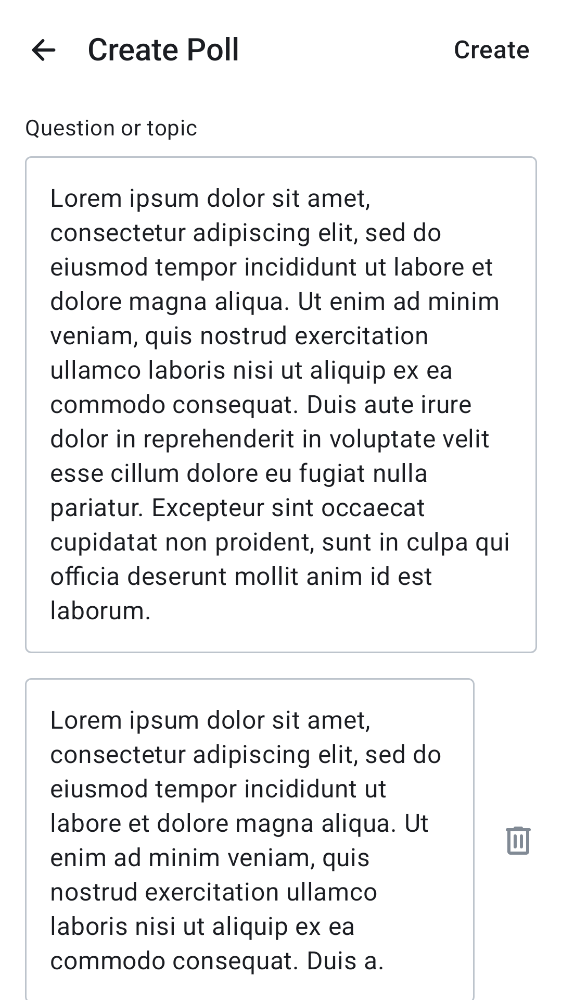 Create Poll
Create
Question or topic
Lorem ipsum dolor sit amet,
consectetur adipiscing elit, sed do
eiusmod tempor incididunt ut labore et
dolore magna aliqua. Ut enim ad minim
veniam, quis nostrud exercitation
ullamco laboris nisi ut aliquip ex ea
commodo consequat. Duis aute irure
dolor in reprehenderit in voluptate velit
esse cillum dolore eu fugiat nulla
pariatur. Excepteur sint occaecat
cupidatat non proident, sunt in culpa qui
officia deserunt mollit anim id est
laborum.
Lorem ipsum dolor sit amet,
consectetur adipiscing elit, sed do
eiusmod tempor incididunt ut
labore et dolore magna aliqua. Ut
enim ad minim veniam, quis
nostrud exercitation ullamco
laboris nisi ut aliquip ex ea
commodo consequat. Duis a.